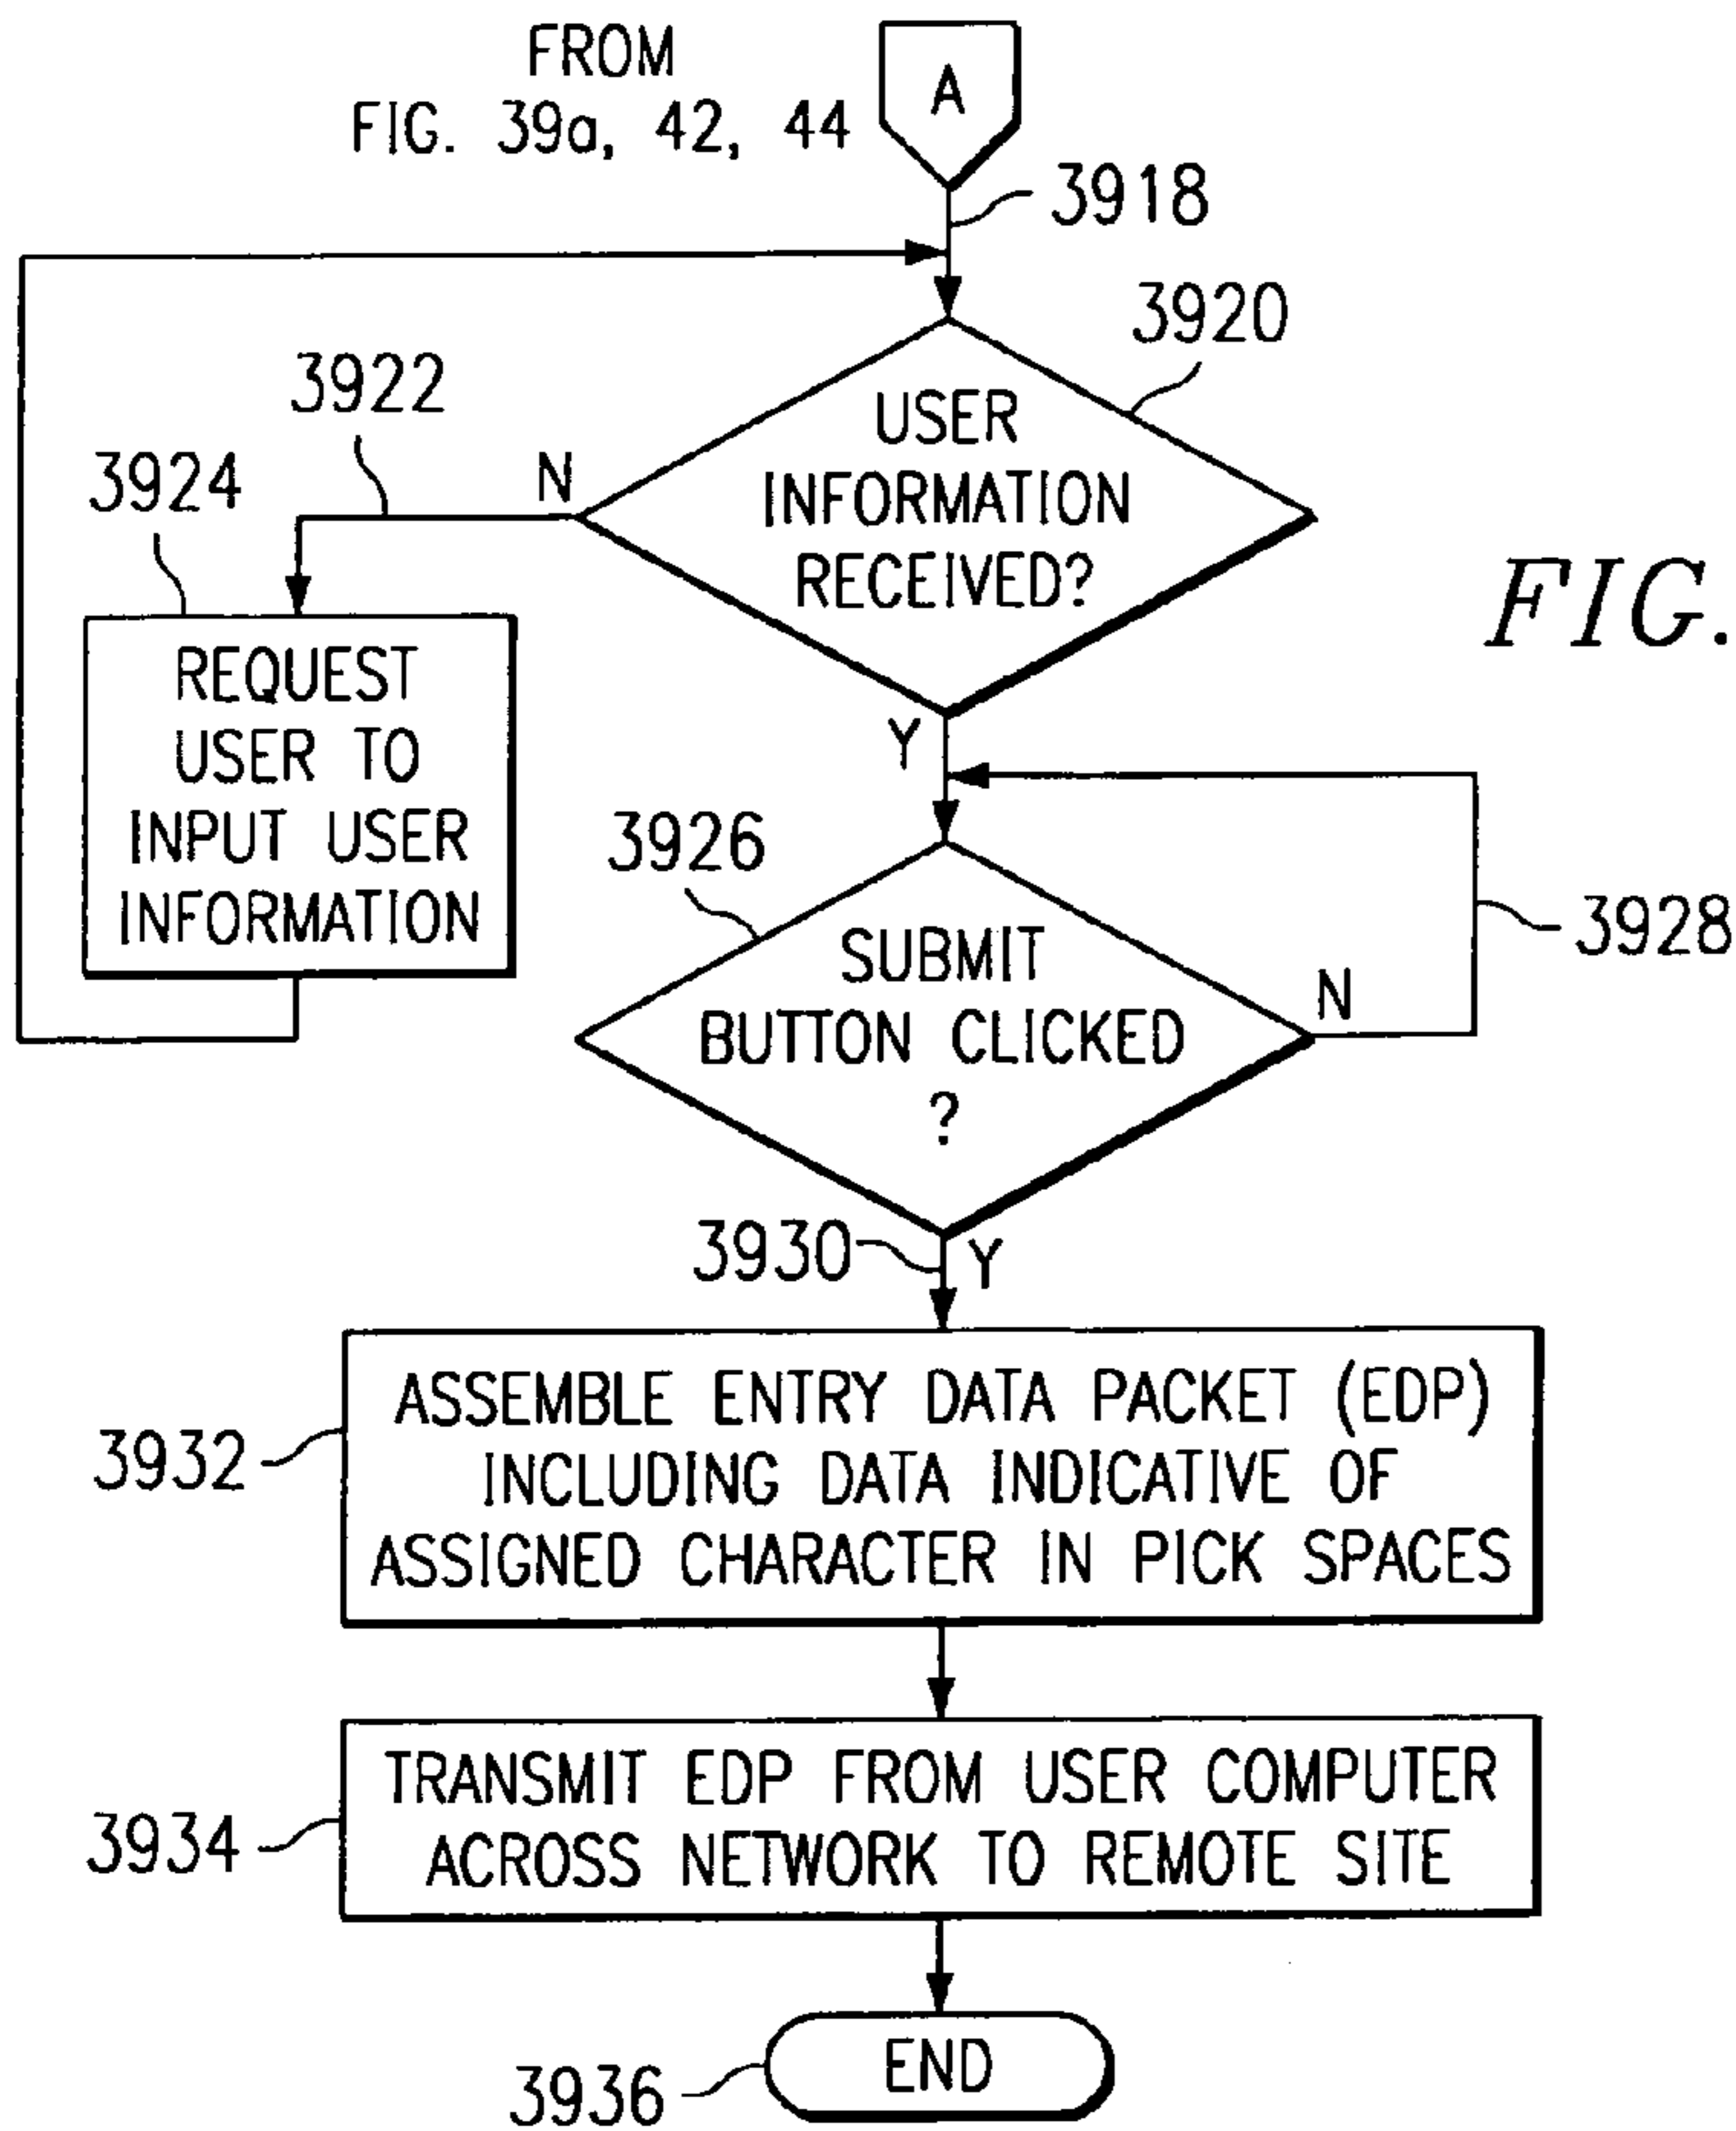 FROM
FIG. 39a, 42, 44
A
3918
3920
3922
N
USER
INFORMATION
RECEIVED?
FIG.
3924
REQUEST
USER TO
INPUT USER
INFORMATION
Y
3926
SUBMIT
BUTTON CLICKED
?
N
3928
3930
Y
3932
ASSEMBLE ENTRY DATA PACKET (EDP)
INCLUDING DATA INDICATIVE OF
ASSIGNED CHARACTER IN PICK SPACES
3934
TRANSMIT EDP FROM USER COMPUTER
ACROSS NETWORK TO REMOTE SITE
3936
END